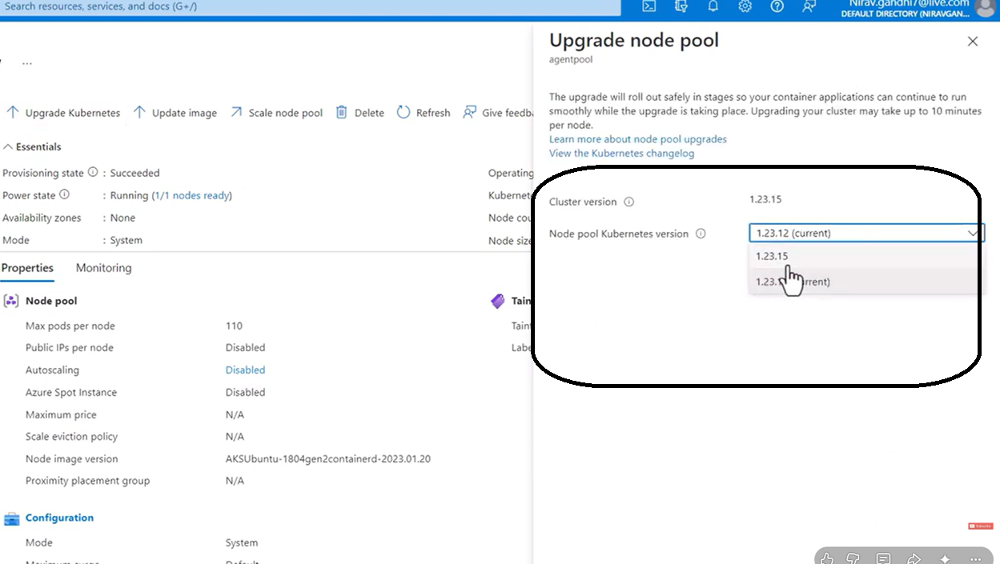 Search resources, services, and docs (G+/)
Nirav.gandhi7@live.com
DEFAULT DIRECTORY (NIRAVGAN...
...
Upgrade Kubernetes
Update image
Scale node pool
Delete
Refresh
Give feedba
Essentials
Provisioning state : Succeeded
Power state : Running (1/1 nodes ready)
Availability zones : None
Mode : System
Operating
Kuberne
Node cou
Node size
Properties
Monitoring
Node pool
Max pods per node 110
Public IPs per node Disabled
Autoscaling Disabled
Azure Spot Instance Disabled
Maximum price N/A
Scale eviction policy N/A
Node image version AKSUbuntu-1804gen2containerd-2023.01.20
Proximity placement group N/A
Tain
Taint
Labe
Configuration
Mode System
Maximum surge Default
Upgrade node pool
agentpool
The upgrade will roll out safely in stages so your container applications can continue to run
smoothly while the upgrade is taking place. Upgrading your cluster may take up to 10 minutes
per node.
Learn more about node pool upgrades
View the Kubernetes changelog
Cluster version 1.23.15
Node pool Kubernetes version 1.23.12 (current)
1.23.15
1.23.
rrent)
Subscribe